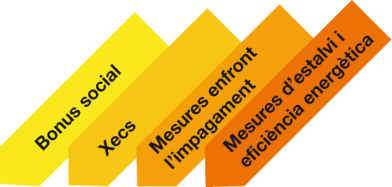 Bonus social
Xecs
Mesures enfront
l'impagament
Mesures d'estalvi i
eficiència energètica